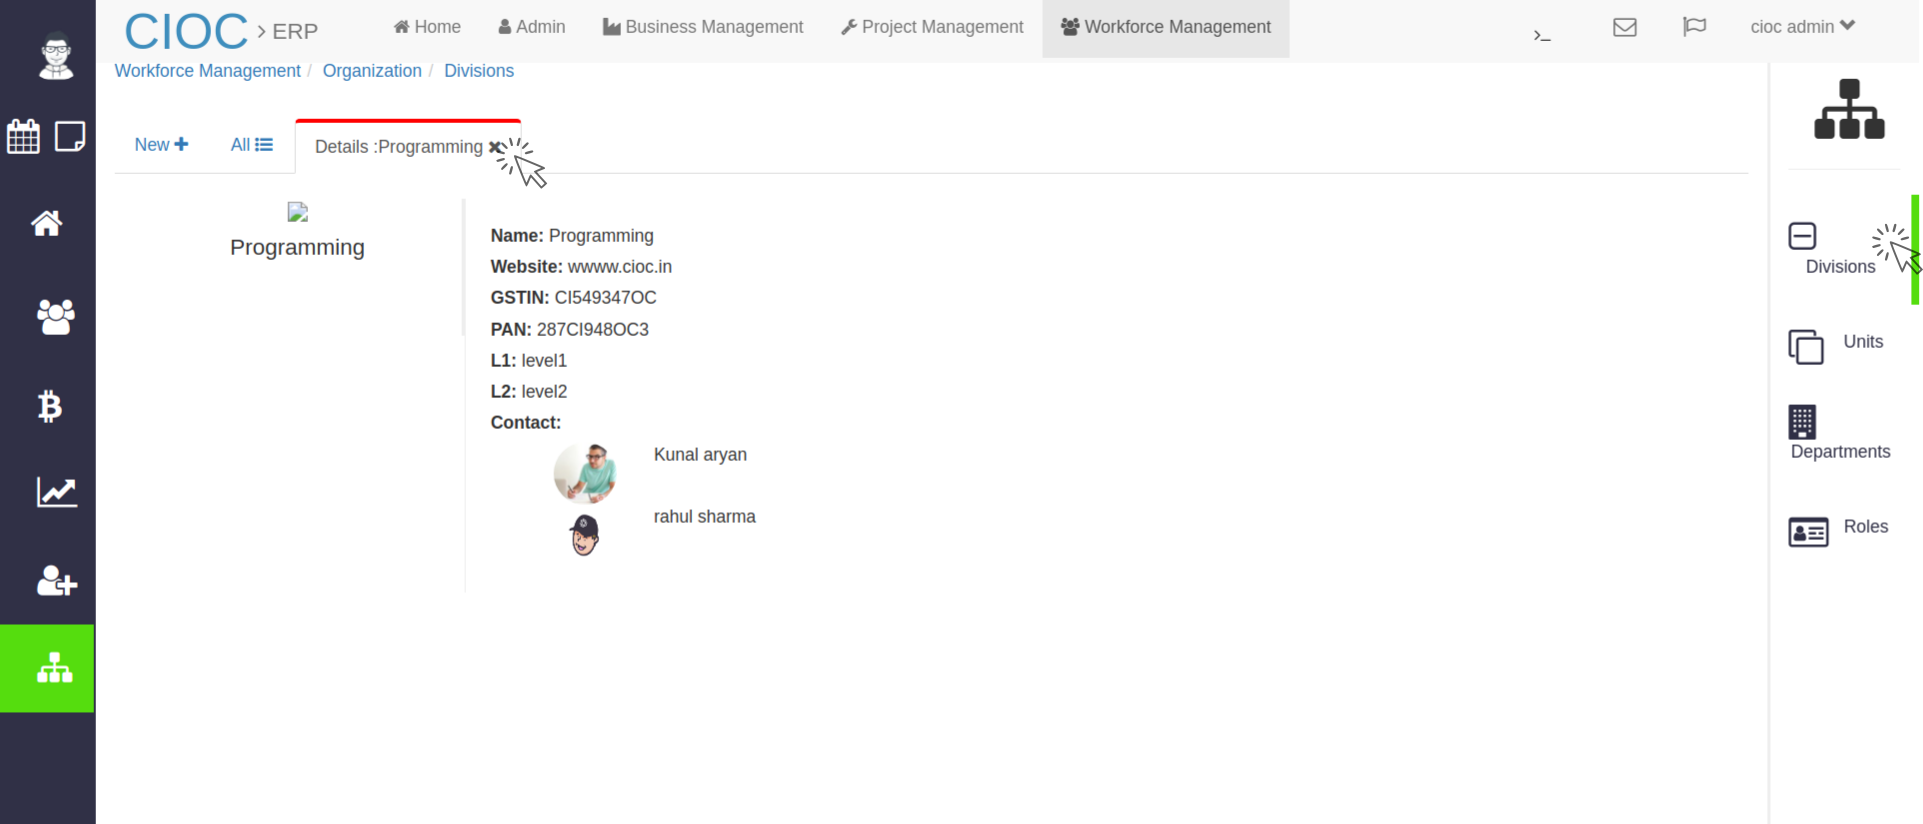 CIOC > ERP
Home
Admin
Business Management
Project Management
Workforce Management
>_
cioc admin
Workforce Management / Organization / Divisions
New
All
Details :Programming
Programming
Name: Programming
Website: wwww.cioc.in
GSTIN: CI549347OC
PAN: 287CI948OC3
L1: level1
L2: level2
Contact:
Kunal aryan
rahul sharma
Divisions
Units
Departments
Roles